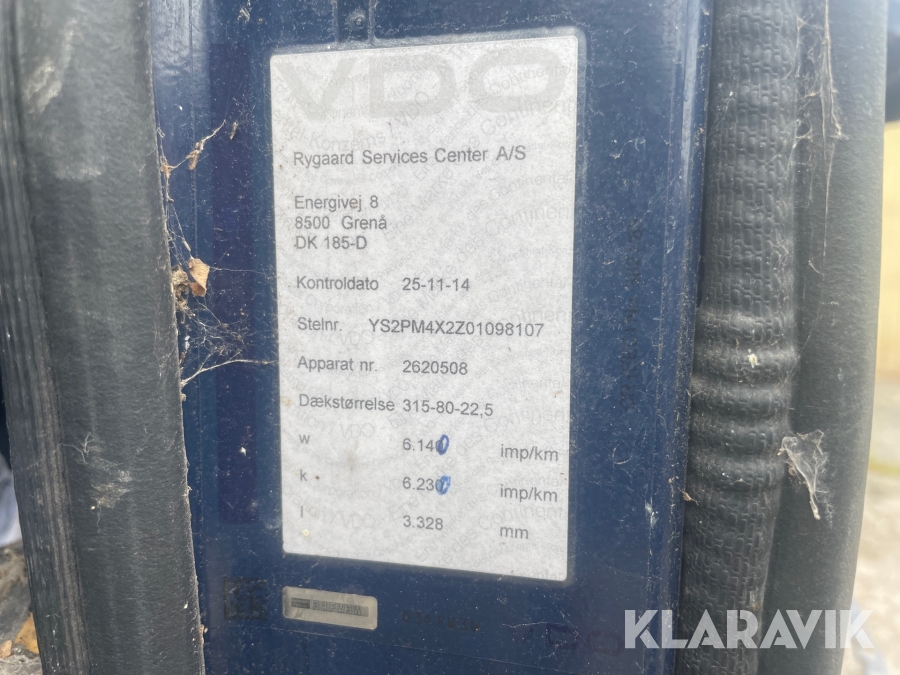 VDO
Rygaard Services Center A/S
Energivej 8
8500 Grenå
DK 185-D
Kontroldato 25-11-14
Stelnr. YS2PM4X2Z01098107
Apparat nr. 2620508
Dækstørrelse 315-80-22,5
w 6.140 imp/km
k 6.230 imp/km
l 3.328 mm
KLARAVIK